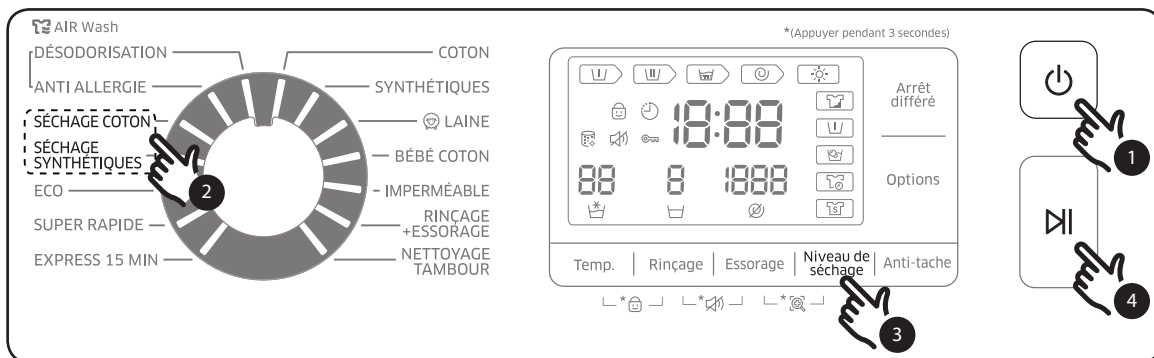 AIR Wash
DÉSODORISATION
ANTI ALLERGIE
SÉCHAGE COTON
SÉCHAGE
SYNTHÉTIQUES
ECO
SUPER RAPIDE
EXPRESS 15 MIN
COTON
SYNTHÉTIQUES
LAINE
BÉBÉ COTON
IMPERMÉABLE
RINÇAGE
+ESSORAGE
NETTOYAGE
TAMBOUR
2
*(Appuyer pendant 3 secondes)
18:88
88 8 1888
Arrêt
différé
Options
Temp. Rinçage Essorage Niveau de
séchage Anti-tache
* * *
3
1
4